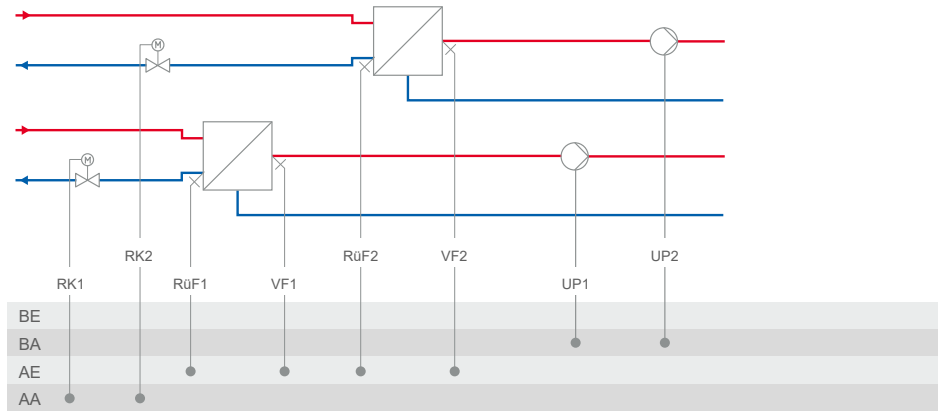 M
M
RK2 RüF2 VF2 UP2
RK1 RüF1 VF1 UP1
BE
BA
AE
AA